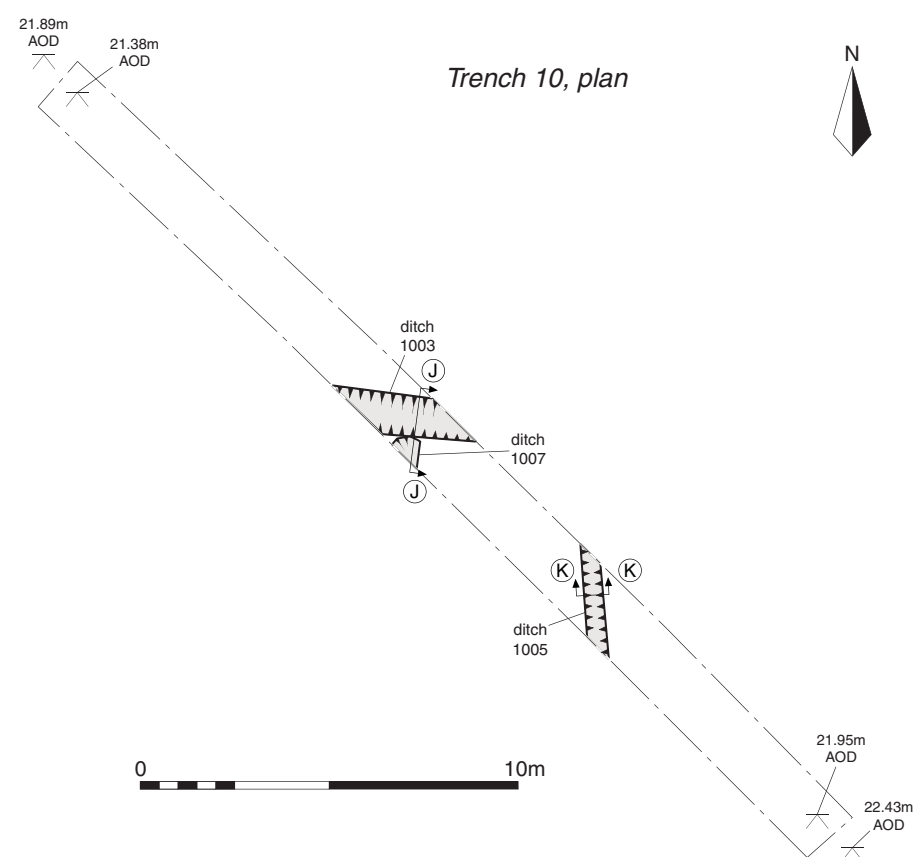 21.89m
AOD
21.38m
AOD
Trench 10, plan
N
ditch
1003
J
ditch
1007
J
K
K
ditch
1005
0
10m
21.95m
AOD
22.43m
AOD